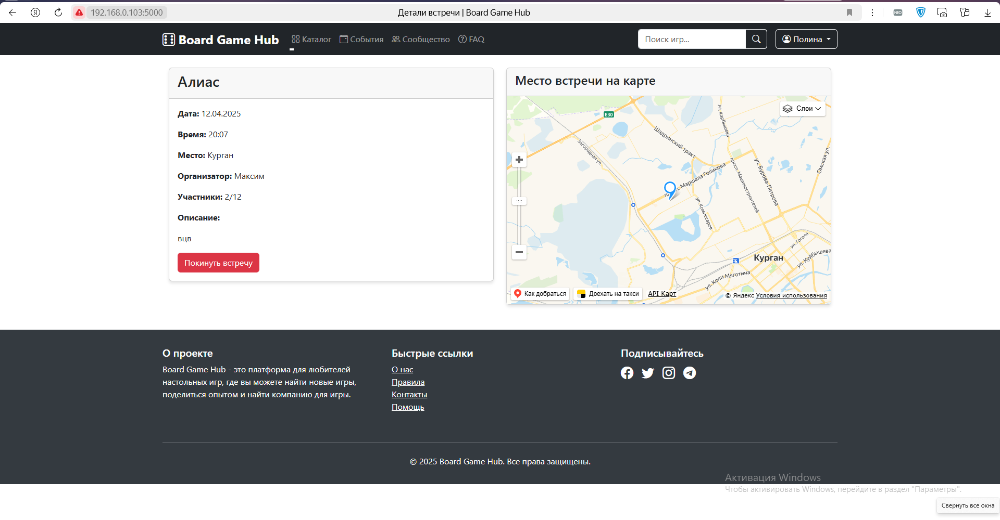 192.168.0.103:5000
Детали встречи | Board Game Hub
NEO
Board Game Hub
Каталог
События
Сообщество
FAQ
Поиск игр...
Полина
Алиас
Дата: 12.04.2025
Время: 20:07
Место: Курган
Организатор: Максим
Участники: 2/12
Описание:
вцв
Покинуть встречу
Место встречи на карте
Слои
E30
ул. Карбышева
Шадринский тракт
Загородная ул.
Омская ул.
просп. Машиностроителей
ул. Бурова-Петрова
Маршала Голикова
ул. Комиссаров
ул. Гоголя
Курган
ул. Куйбышева
ул. Коли Мяготина
Как добраться
Доехать на такси
API Карт
© Яндекс Условия использования
О проекте
Board Game Hub - это платформа для любителей
настольных игр, где вы можете найти новые игры,
поделиться опытом и найти компанию для игры.
Быстрые ссылки
О нас
Правила
Контакты
Помощь
Подписывайтесь
© 2025 Board Game Hub. Все права защищены.
Активация Windows
Чтобы активировать Windows, перейдите в раздел "Параметры".
Свернуть все окна